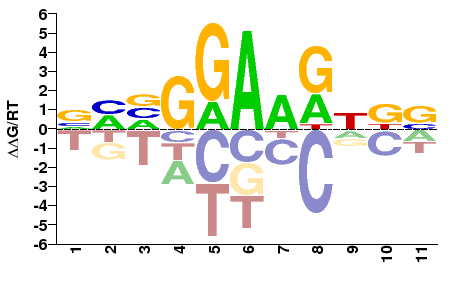 6
5
4
3
2
1
0
-1
-2
-3
-4
-5
-6
ΔΔG/RT
G C G G G A A G T G G
A A C A A T T C
A T
T T T C C C T C A T A
G T T G C G C T
A T
1 2 3 4 5 6 7 8 9 10 11